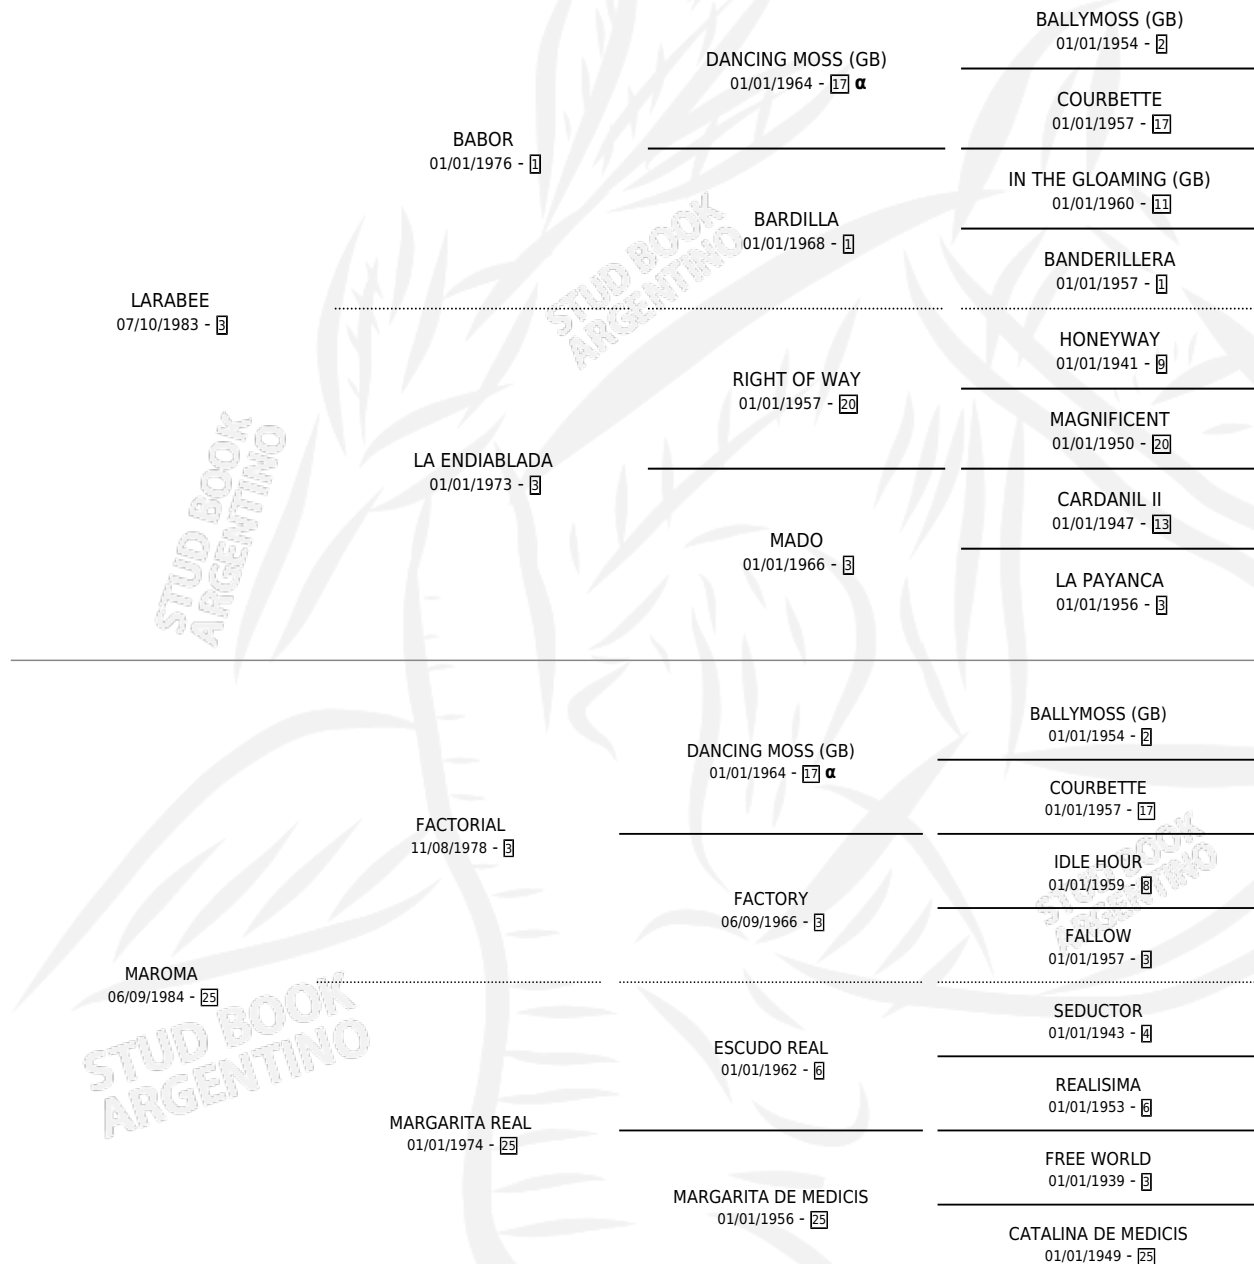 BALLYMOSS (GB)
01/01/1954 - 2
DANCING MOSS (GB)
01/01/1964 - 17 α
COURBETTE
01/01/1957 - 17
BABOR
01/01/1976 - 1
IN THE GLOAMING (GB)
01/01/1960 - 11
BARDILLA
01/01/1968 - 1
BANDERILLERA
01/01/1957 - 1
LARABEE
07/10/1983 - 3
HONEYWAY
01/01/1941 - 9
RIGHT OF WAY
01/01/1957 - 20
MAGNIFICENT
01/01/1950 - 20
LA ENDIABLADA
01/01/1973 - 3
CARDANIL II
01/01/1947 - 13
MADO
01/01/1966 - 3
LA PAYANCA
01/01/1956 - 3
BALLYMOSS (GB)
01/01/1954 - 2
DANCING MOSS (GB)
01/01/1964 - 17 α
COURBETTE
01/01/1957 - 17
FACTORIAL
11/08/1978 - 3
IDLE HOUR
01/01/1959 - 8
FACTORY
06/09/1966 - 3
FALLOW
01/01/1957 - 3
MAROMA
06/09/1984 - 25
SEDUCTOR
01/01/1943 - 4
ESCUDO REAL
01/01/1962 - 6
REALISIMA
01/01/1953 - 6
MARGARITA REAL
01/01/1974 - 25
FREE WORLD
01/01/1939 - 3
MARGARITA DE MEDICIS
01/01/1956 - 25
CATALINA DE MEDICIS
01/01/1949 - 25
STUD BOOK
ARGENTINO
STUD BOOK
ARGENTINO
STUD BOOK
ARGENTINO
STUD BOOK
ARGENTINO